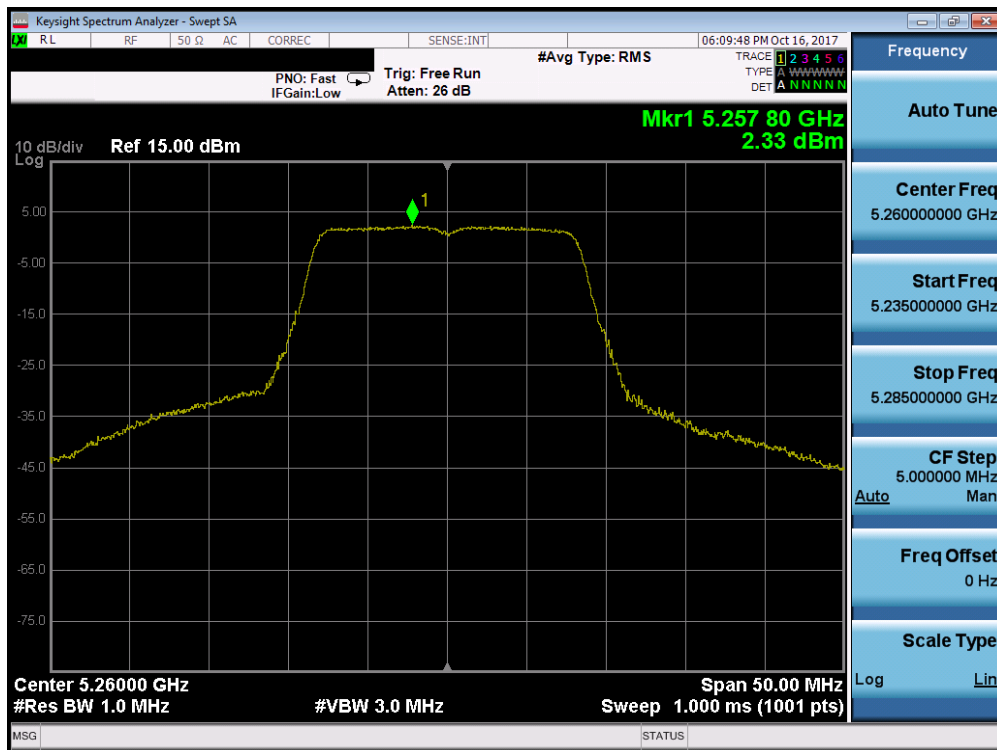 Keysight Spectrum Analyzer - Swept SA
LXI RL RF 50 Ω AC CORREC SENSE:INT 06:09:48 PM Oct 16, 2017
#Avg Type: RMS TRACE 1 2 3 4 5 6
PNO: Fast Trig: Free Run TYPE A WWWWW
IFGain:Low Atten: 26 dB DET A N N N N N
Mkr1 5.257 80 GHz
2.33 dBm
10 dB/div Ref 15.00 dBm
Log
1
5.00
-5.00
-15.0
-25.0
-35.0
-45.0
-55.0
-65.0
-75.0
Center 5.26000 GHz Span 50.00 MHz
#Res BW 1.0 MHz #VBW 3.0 MHz Sweep 1.000 ms (1001 pts)
MSG STATUS
Frequency
Auto Tune
Center Freq
5.260000000 GHz
Start Freq
5.235000000 GHz
Stop Freq
5.285000000 GHz
CF Step
5.000000 MHz
Auto Man
Freq Offset
0 Hz
Scale Type
Log Lin